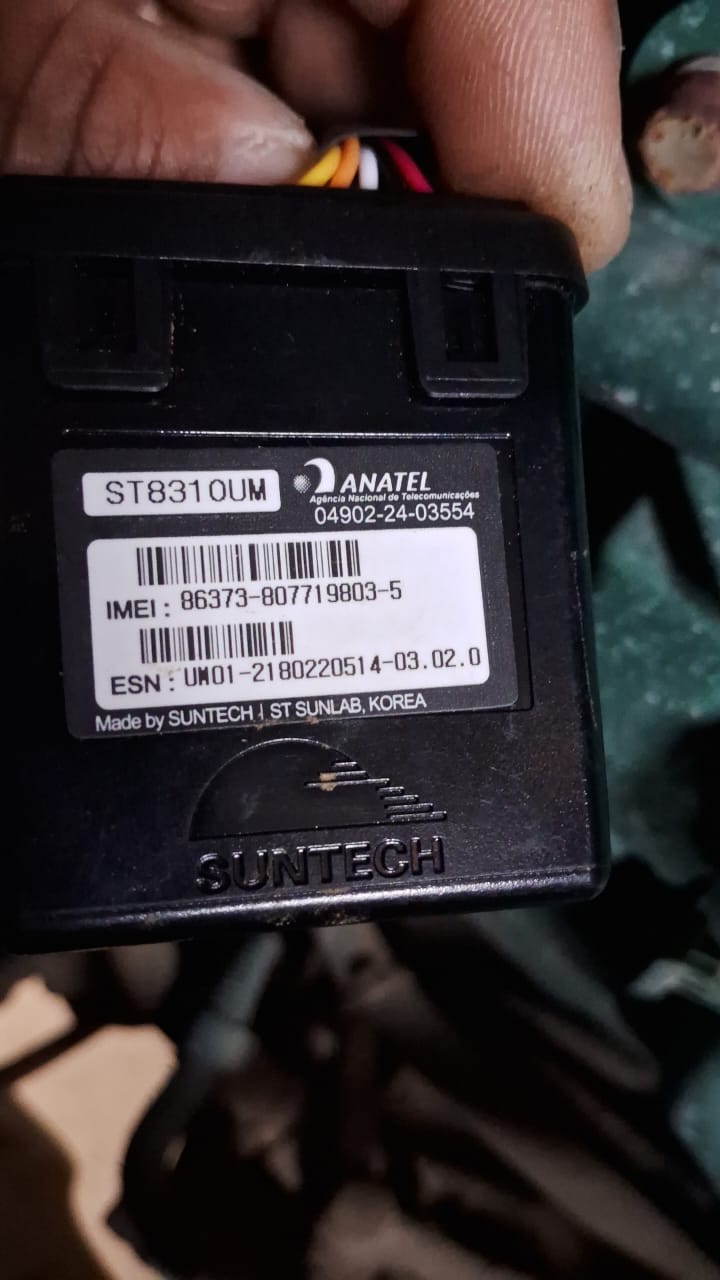 ST8310UM
ANATEL
Agência Nacional de Telecomunicações
04902-24-03554
IMEI : 86373-807719803-5
ESN : UM01-2180220514-03.02.0
Made by SUNTECH | ST SUNLAB, KOREA
SUNTECH